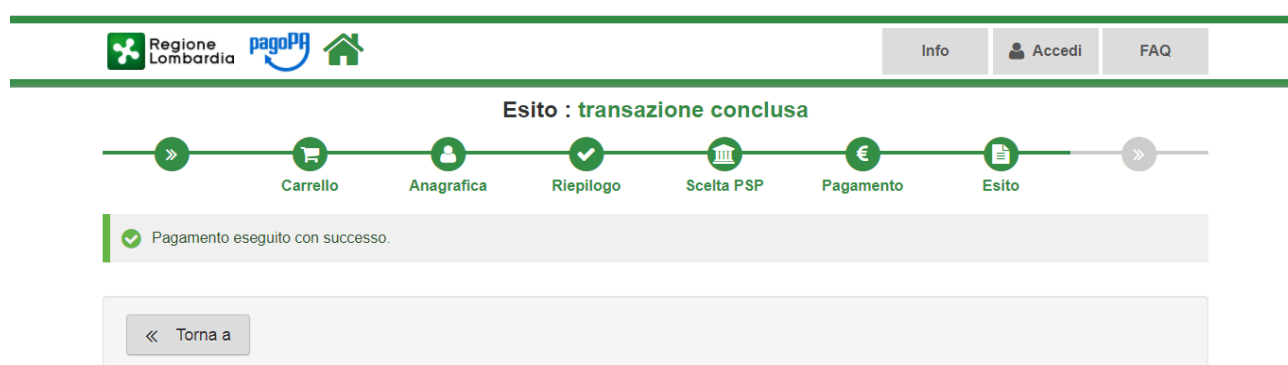 Regione
Lombardia
pagoPA
Info
Accedi
FAQ
Esito : transazione conclusa
Carrello
Anagrafica
Riepilogo
Scelta PSP
€
Pagamento
Esito
Pagamento eseguito con successo.
« Torna a